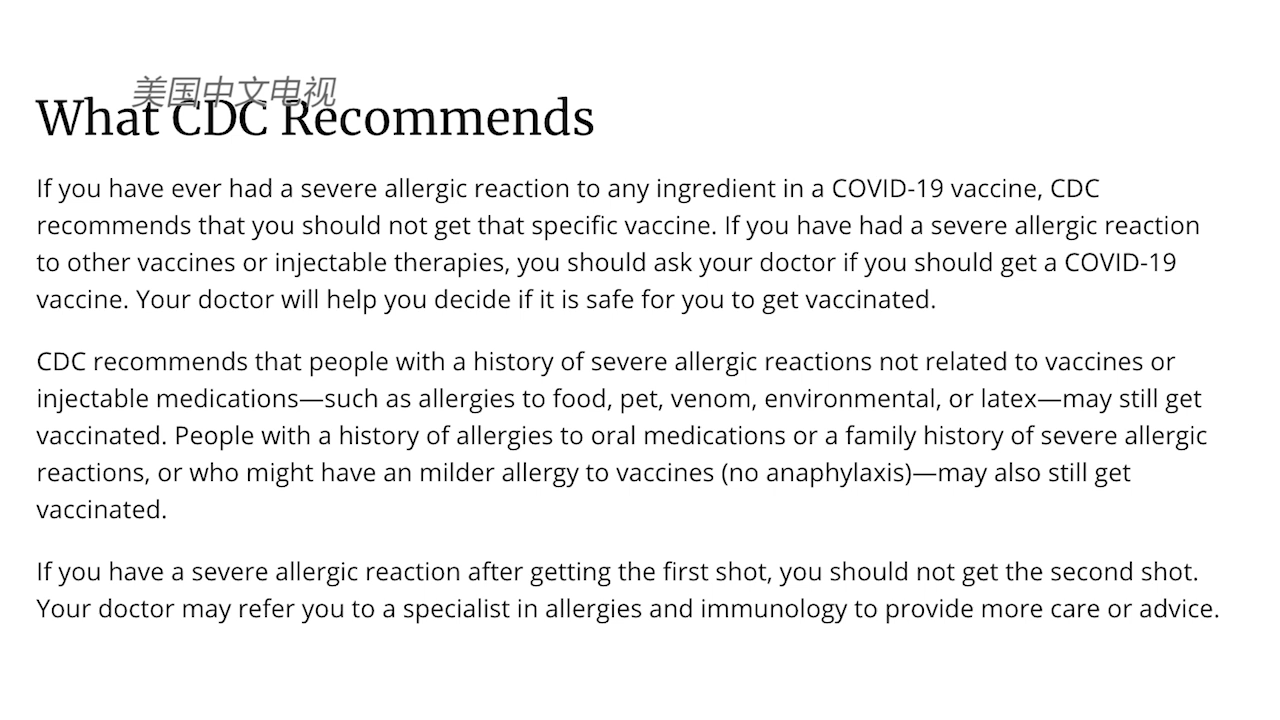 美国中文电视
What CDC Recommends
If you have ever had a severe allergic reaction to any ingredient in a COVID-19 vaccine, CDC
recommends that you should not get that specific vaccine. If you have had a severe allergic reaction
to other vaccines or injectable therapies, you should ask your doctor if you should get a COVID-19
vaccine. Your doctor will help you decide if it is safe for you to get vaccinated.
CDC recommends that people with a history of severe allergic reactions not related to vaccines or
injectable medications—such as allergies to food, pet, venom, environmental, or latex—may still get
vaccinated. People with a history of allergies to oral medications or a family history of severe allergic
reactions, or who might have an milder allergy to vaccines (no anaphylaxis)—may also still get
vaccinated.
If you have a severe allergic reaction after getting the first shot, you should not get the second shot.
Your doctor may refer you to a specialist in allergies and immunology to provide more care or advice.